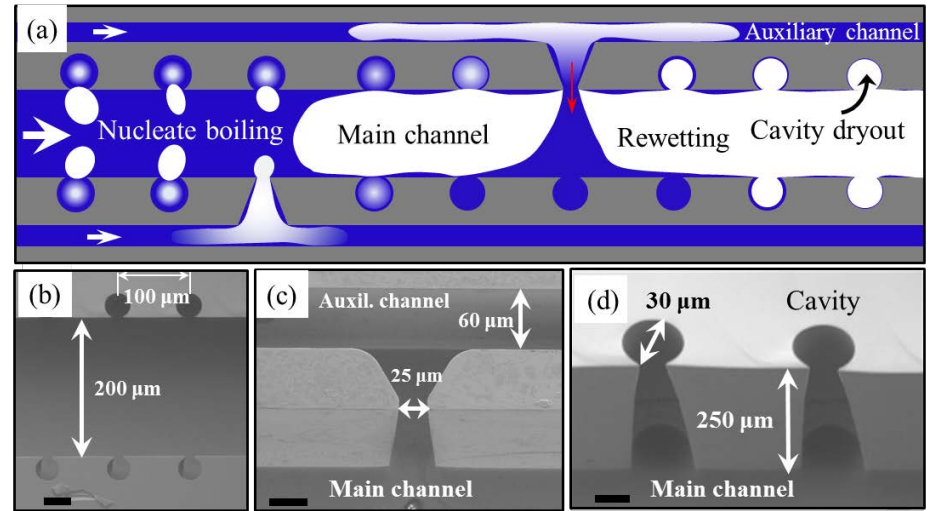 (a)
Auxiliary channel
Nucleate boiling
Main channel
Rewetting
Cavity dryout
(b)
100 µm
200 µm
(c)
Auxil. channel
60 µm
25 µm
Main channel
(d)
30 µm
Cavity
250 µm
Main channel